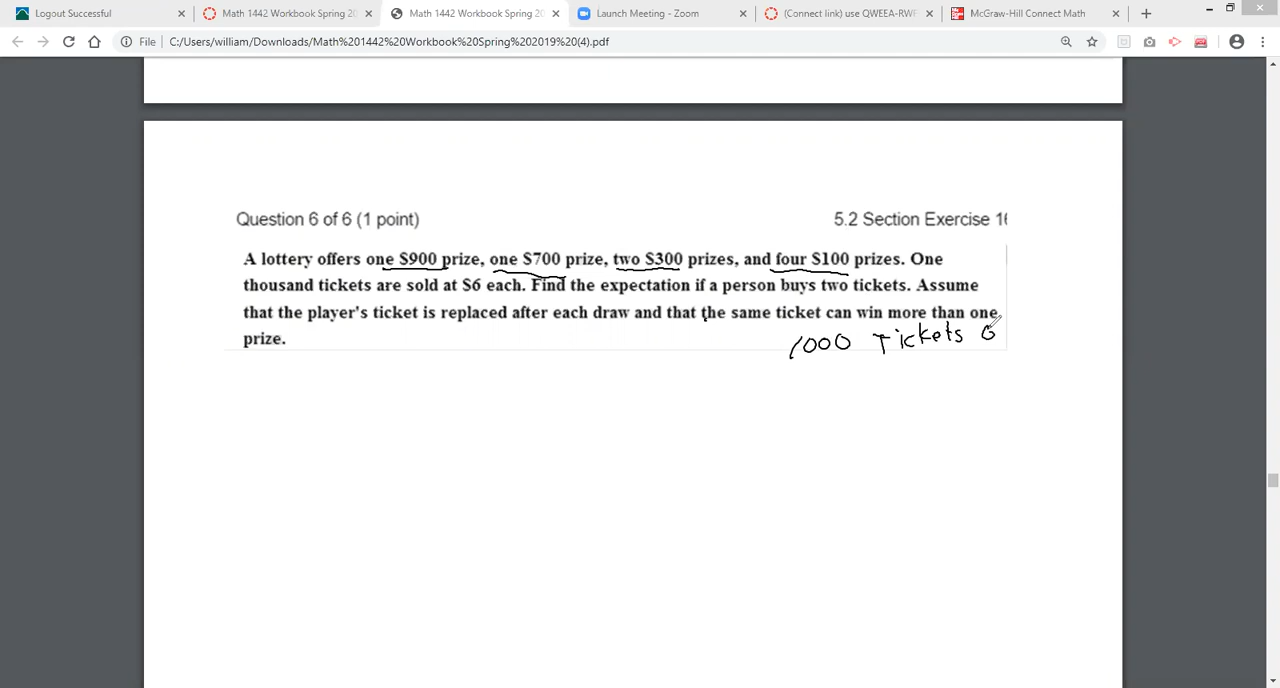 Logout Successful
Math 1442 Workbook Spring 20
Math 1442 Workbook Spring 20
Launch Meeting - Zoom
(Connect link) use QWEEA-RWF
McGraw-Hill Connect Math
File
C:/Users/william/Downloads/Math%201442%20Workbook%20Spring%202019%20(4).pdf
Question 6 of 6 (1 point)
5.2 Section Exercise 16
A lottery offers one $900 prize, one $700 prize, two $300 prizes, and four $100 prizes. One
thousand tickets are sold at $6 each. Find the expectation if a person buys two tickets. Assume
that the player's ticket is replaced after each draw and that the same ticket can win more than one
prize.
1000 Tickets